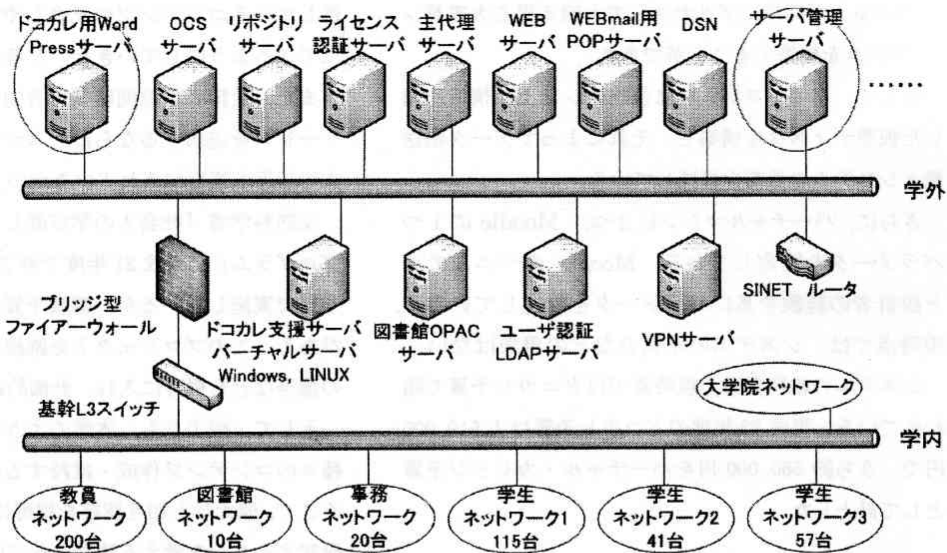 ドコカレ用Word
Pressサーバ
OCS
サーバ
リポジトリ
サーバ
ライセンス
認証サーバ
主代理
サーバ
WEB
サーバ
WEBmail用
POPサーバ
DSN
サーバ管理
サーバ
……
学外
ブリッジ型
ファイアーウォール
ドコカレ支援サーバ
バーチャルサーバ
Windows, LINUX
図書館OPAC
サーバ
ユーザ認証
LDAPサーバ
VPNサーバ
SINET ルータ
基幹L3スイッチ
大学院ネットワーク
学内
教員
ネットワーク
200台
図書館
ネットワーク
10台
事務
ネットワーク
20台
学生
ネットワーク1
115台
学生
ネットワーク2
41台
学生
ネットワーク3
57台